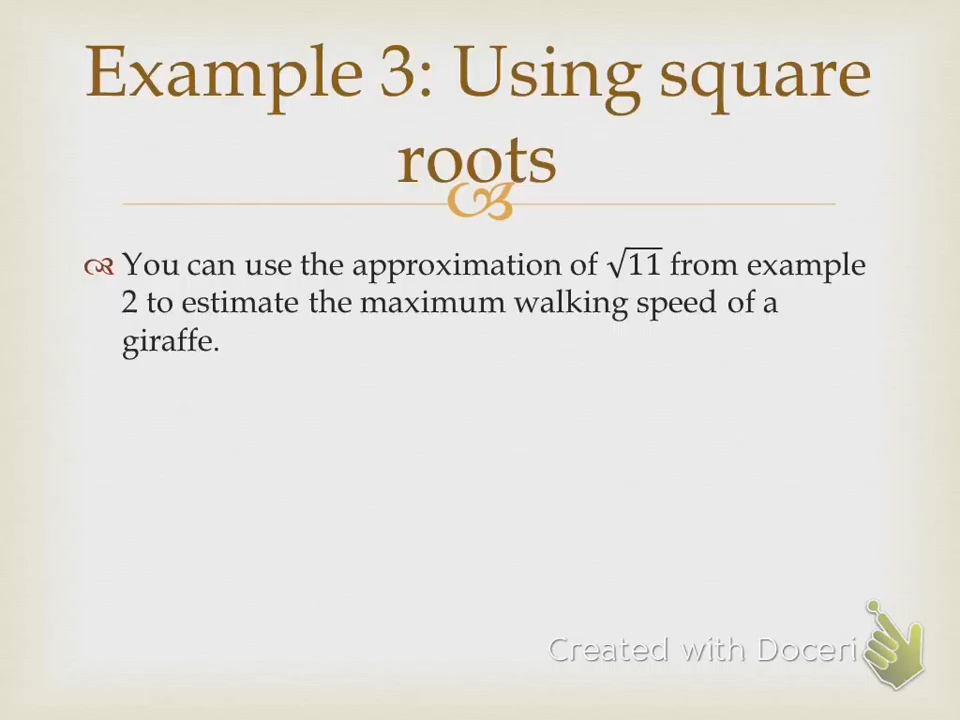 Example 3: Using square
roots
You can use the approximation of √11 from example
2 to estimate the maximum walking speed of a
giraffe.
Created with Doceri